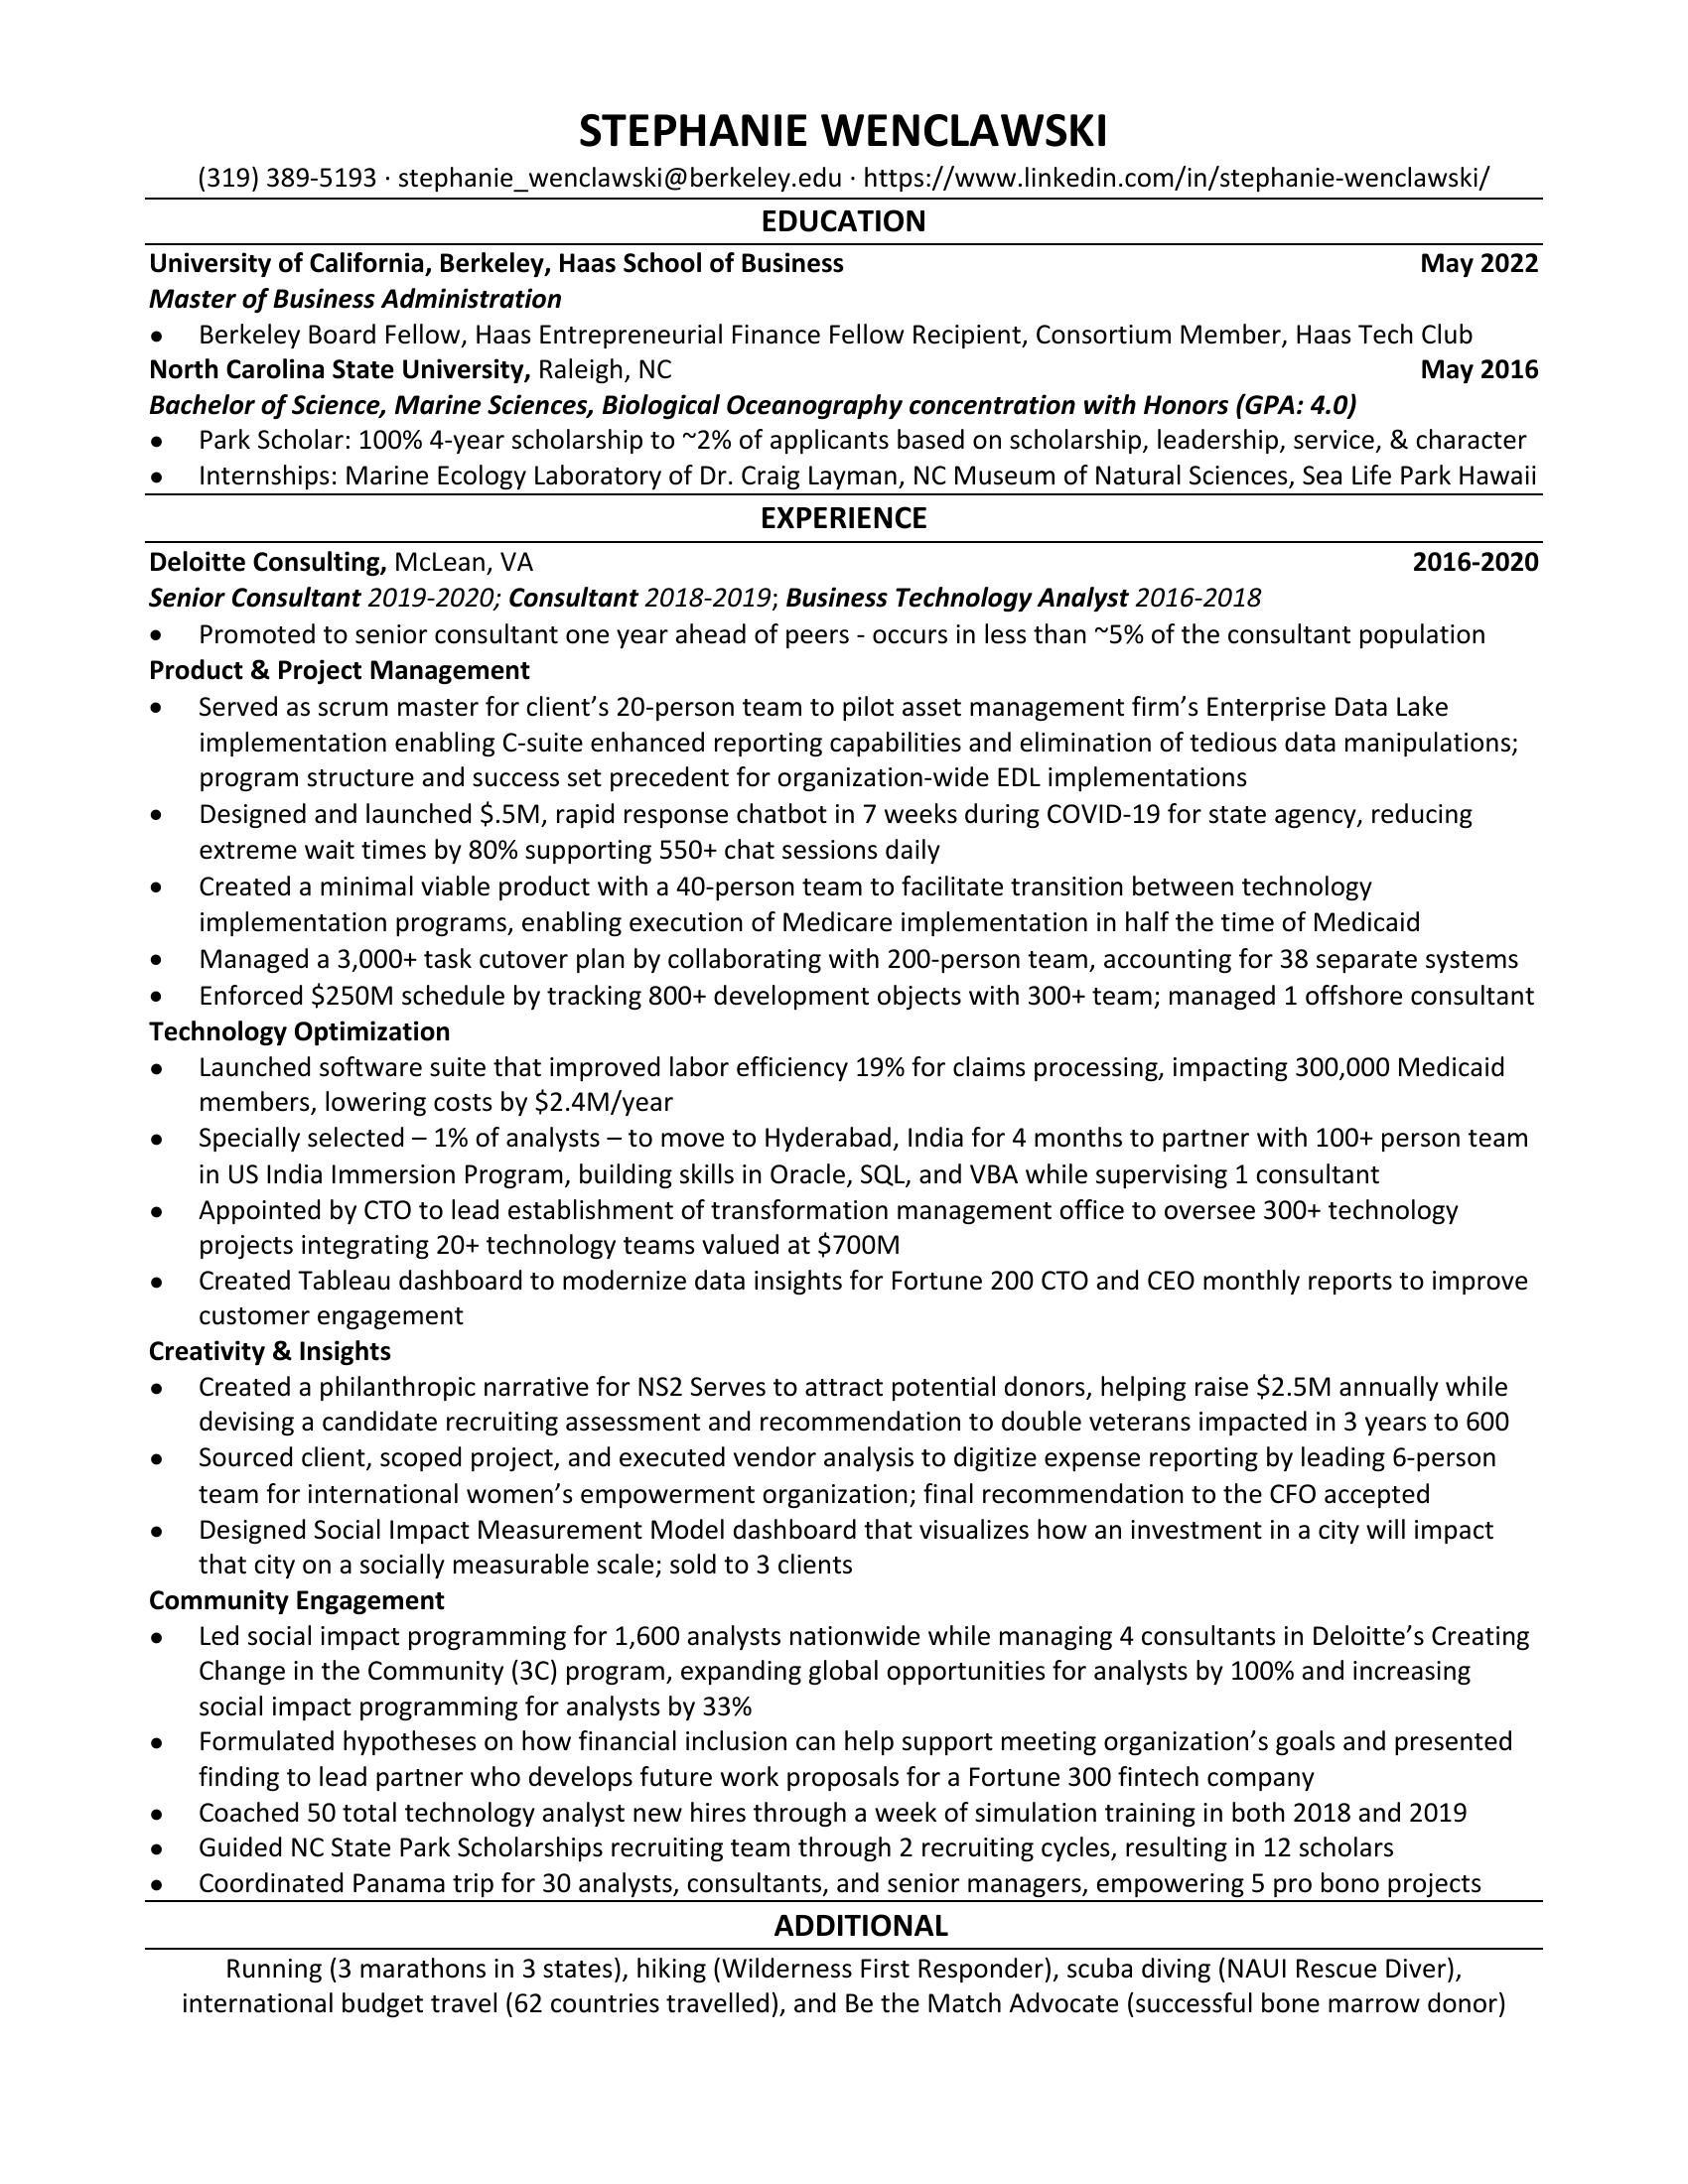 STEPHANIE WENCLAWSKI
(319) 389-5193 · stephanie_wenclawski@berkeley.edu · https://www.linkedin.com/in/stephanie-wenclawski/
EDUCATION
University of California, Berkeley, Haas School of Business May 2022
Master of Business Administration
● Berkeley Board Fellow, Haas Entrepreneurial Finance Fellow Recipient, Consortium Member, Haas Tech Club
North Carolina State University, Raleigh, NC May 2016
Bachelor of Science, Marine Sciences, Biological Oceanography concentration with Honors (GPA: 4.0)
● Park Scholar: 100% 4-year scholarship to ~2% of applicants based on scholarship, leadership, service, & character
● Internships: Marine Ecology Laboratory of Dr. Craig Layman, NC Museum of Natural Sciences, Sea Life Park Hawaii
EXPERIENCE
Deloitte Consulting, McLean, VA 2016-2020
Senior Consultant 2019-2020; Consultant 2018-2019; Business Technology Analyst 2016-2018
● Promoted to senior consultant one year ahead of peers - occurs in less than ~5% of the consultant population
Product & Project Management
● Served as scrum master for client’s 20-person team to pilot asset management firm’s Enterprise Data Lake
implementation enabling C-suite enhanced reporting capabilities and elimination of tedious data manipulations;
program structure and success set precedent for organization-wide EDL implementations
● Designed and launched $.5M, rapid response chatbot in 7 weeks during COVID-19 for state agency, reducing
extreme wait times by 80% supporting 550+ chat sessions daily
● Created a minimal viable product with a 40-person team to facilitate transition between technology
implementation programs, enabling execution of Medicare implementation in half the time of Medicaid
● Managed a 3,000+ task cutover plan by collaborating with 200-person team, accounting for 38 separate systems
● Enforced $250M schedule by tracking 800+ development objects with 300+ team; managed 1 offshore consultant
Technology Optimization
● Launched software suite that improved labor efficiency 19% for claims processing, impacting 300,000 Medicaid
members, lowering costs by $2.4M/year
● Specially selected – 1% of analysts – to move to Hyderabad, India for 4 months to partner with 100+ person team
in US India Immersion Program, building skills in Oracle, SQL, and VBA while supervising 1 consultant
● Appointed by CTO to lead establishment of transformation management office to oversee 300+ technology
projects integrating 20+ technology teams valued at $700M
● Created Tableau dashboard to modernize data insights for Fortune 200 CTO and CEO monthly reports to improve
customer engagement
Creativity & Insights
● Created a philanthropic narrative for NS2 Serves to attract potential donors, helping raise $2.5M annually while
devising a candidate recruiting assessment and recommendation to double veterans impacted in 3 years to 600
● Sourced client, scoped project, and executed vendor analysis to digitize expense reporting by leading 6-person
team for international women’s empowerment organization; final recommendation to the CFO accepted
● Designed Social Impact Measurement Model dashboard that visualizes how an investment in a city will impact
that city on a socially measurable scale; sold to 3 clients
Community Engagement
● Led social impact programming for 1,600 analysts nationwide while managing 4 consultants in Deloitte’s Creating
Change in the Community (3C) program, expanding global opportunities for analysts by 100% and increasing
social impact programming for analysts by 33%
● Formulated hypotheses on how financial inclusion can help support meeting organization’s goals and presented
finding to lead partner who develops future work proposals for a Fortune 300 fintech company
● Coached 50 total technology analyst new hires through a week of simulation training in both 2018 and 2019
● Guided NC State Park Scholarships recruiting team through 2 recruiting cycles, resulting in 12 scholars
● Coordinated Panama trip for 30 analysts, consultants, and senior managers, empowering 5 pro bono projects
ADDITIONAL
Running (3 marathons in 3 states), hiking (Wilderness First Responder), scuba diving (NAUI Rescue Diver),
international budget travel (62 countries travelled), and Be the Match Advocate (successful bone marrow donor)